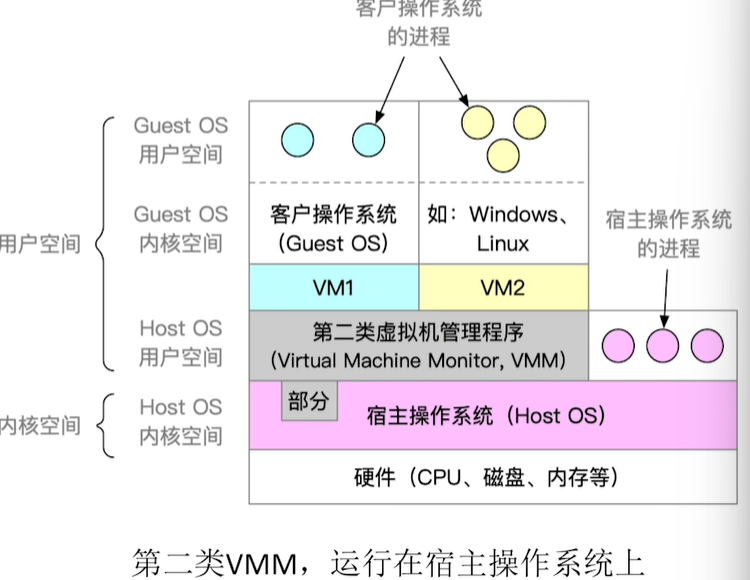 客户操作系统
的进程
Guest OS
用户空间
Guest OS
内核空间
用户空间
客户操作系统
(Guest OS)
如：Windows、
Linux
宿主操作系统
的进程
VM1
VM2
Host OS
用户空间
第二类虚拟机管理程序
(Virtual Machine Monitor, VMM)
内核空间
Host OS
内核空间
部分
宿主操作系统（Host OS）
硬件（CPU、磁盘、内存等）
第二类VMM，运行在宿主操作系统上